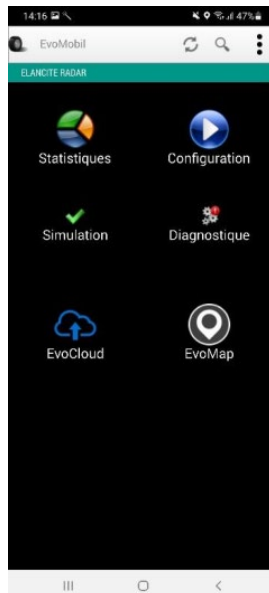 14:16 47%
EvoMobil
ELANCITE RADAR
Statistiques Configuration
Simulation Diagnostique
EvoCloud EvoMap